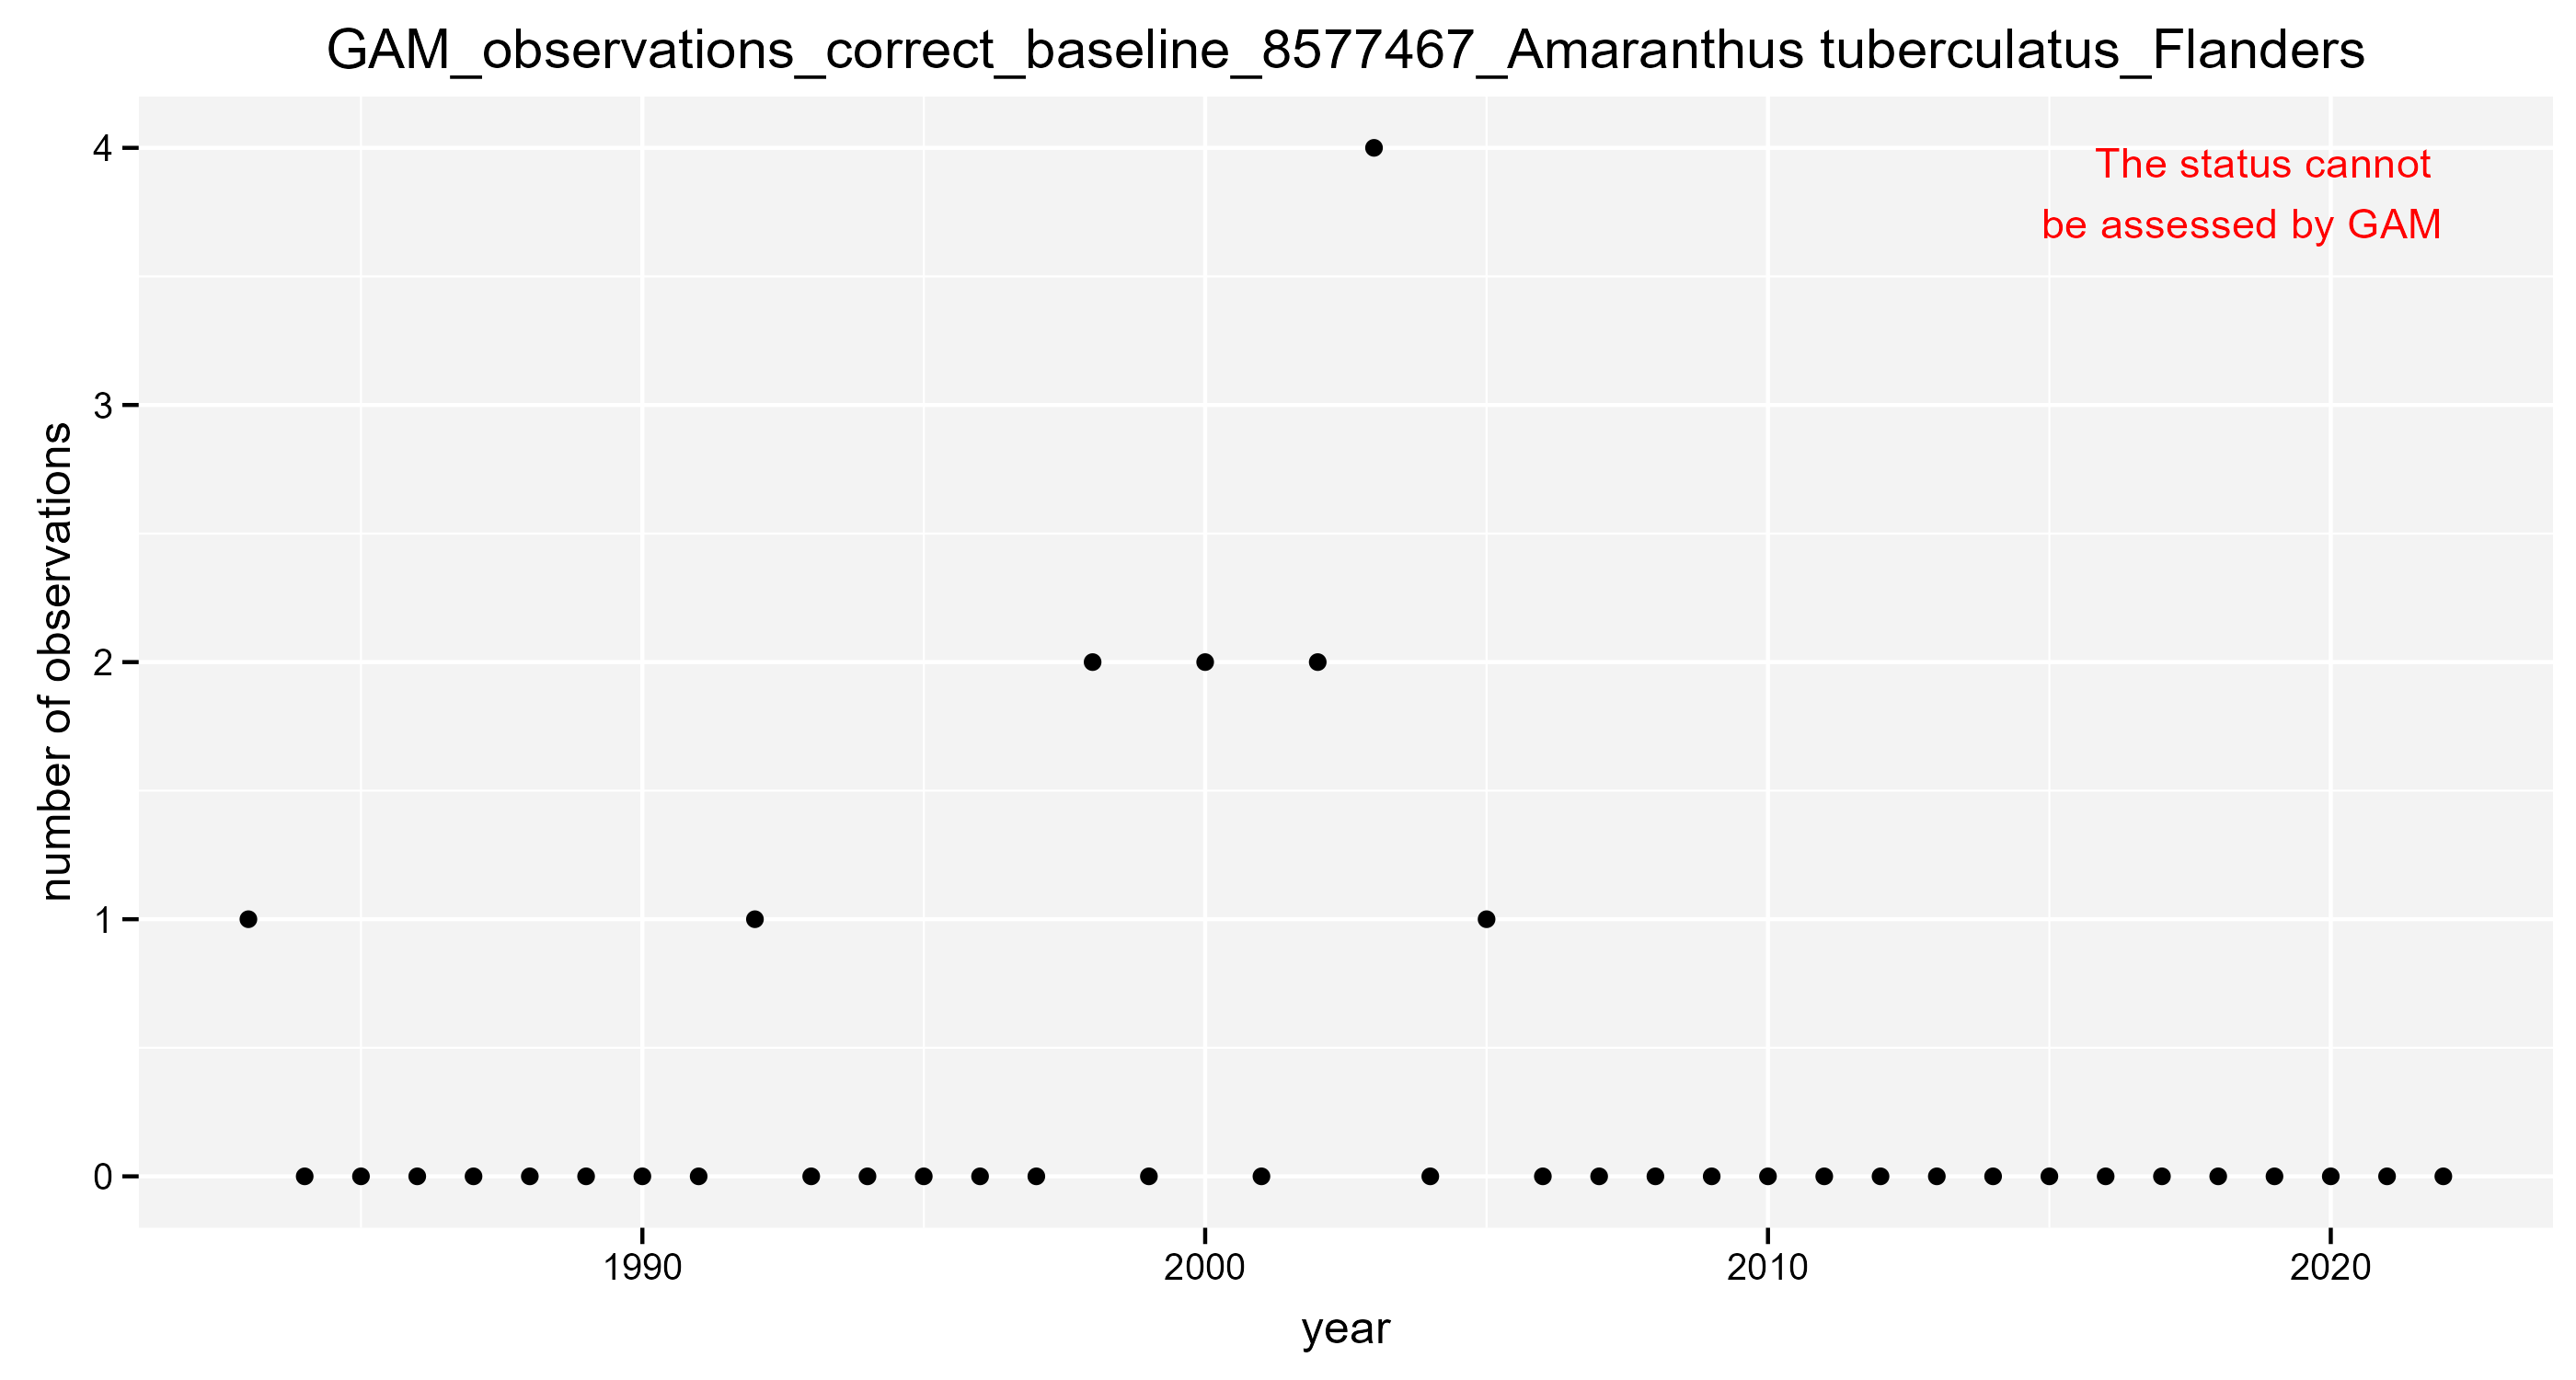 GAM_observations_correct_baseline_8577467_Amaranthus tuberculatus_Flanders
The status cannot
be assessed by GAM
number of observations
4
3
2
1
0
1990
2000
2010
2020
year